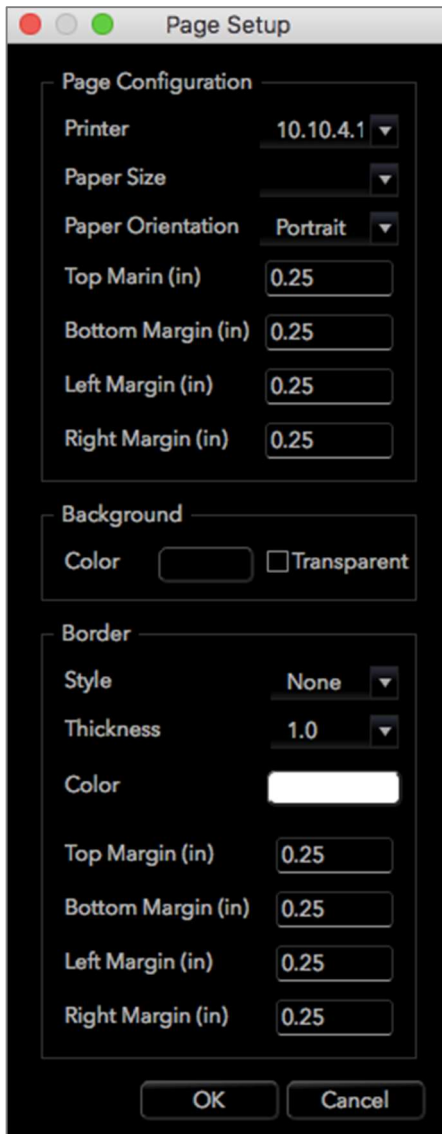 Page Setup
Page Configuration
Printer 10.10.4.1
Paper Size
Paper Orientation Portrait
Top Marin (in) 0.25
Bottom Margin (in) 0.25
Left Margin (in) 0.25
Right Margin (in) 0.25
Background
Color Transparent
Border
Style None
Thickness 1.0
Color
Top Margin (in) 0.25
Bottom Margin (in) 0.25
Left Margin (in) 0.25
Right Margin (in) 0.25
OK Cancel